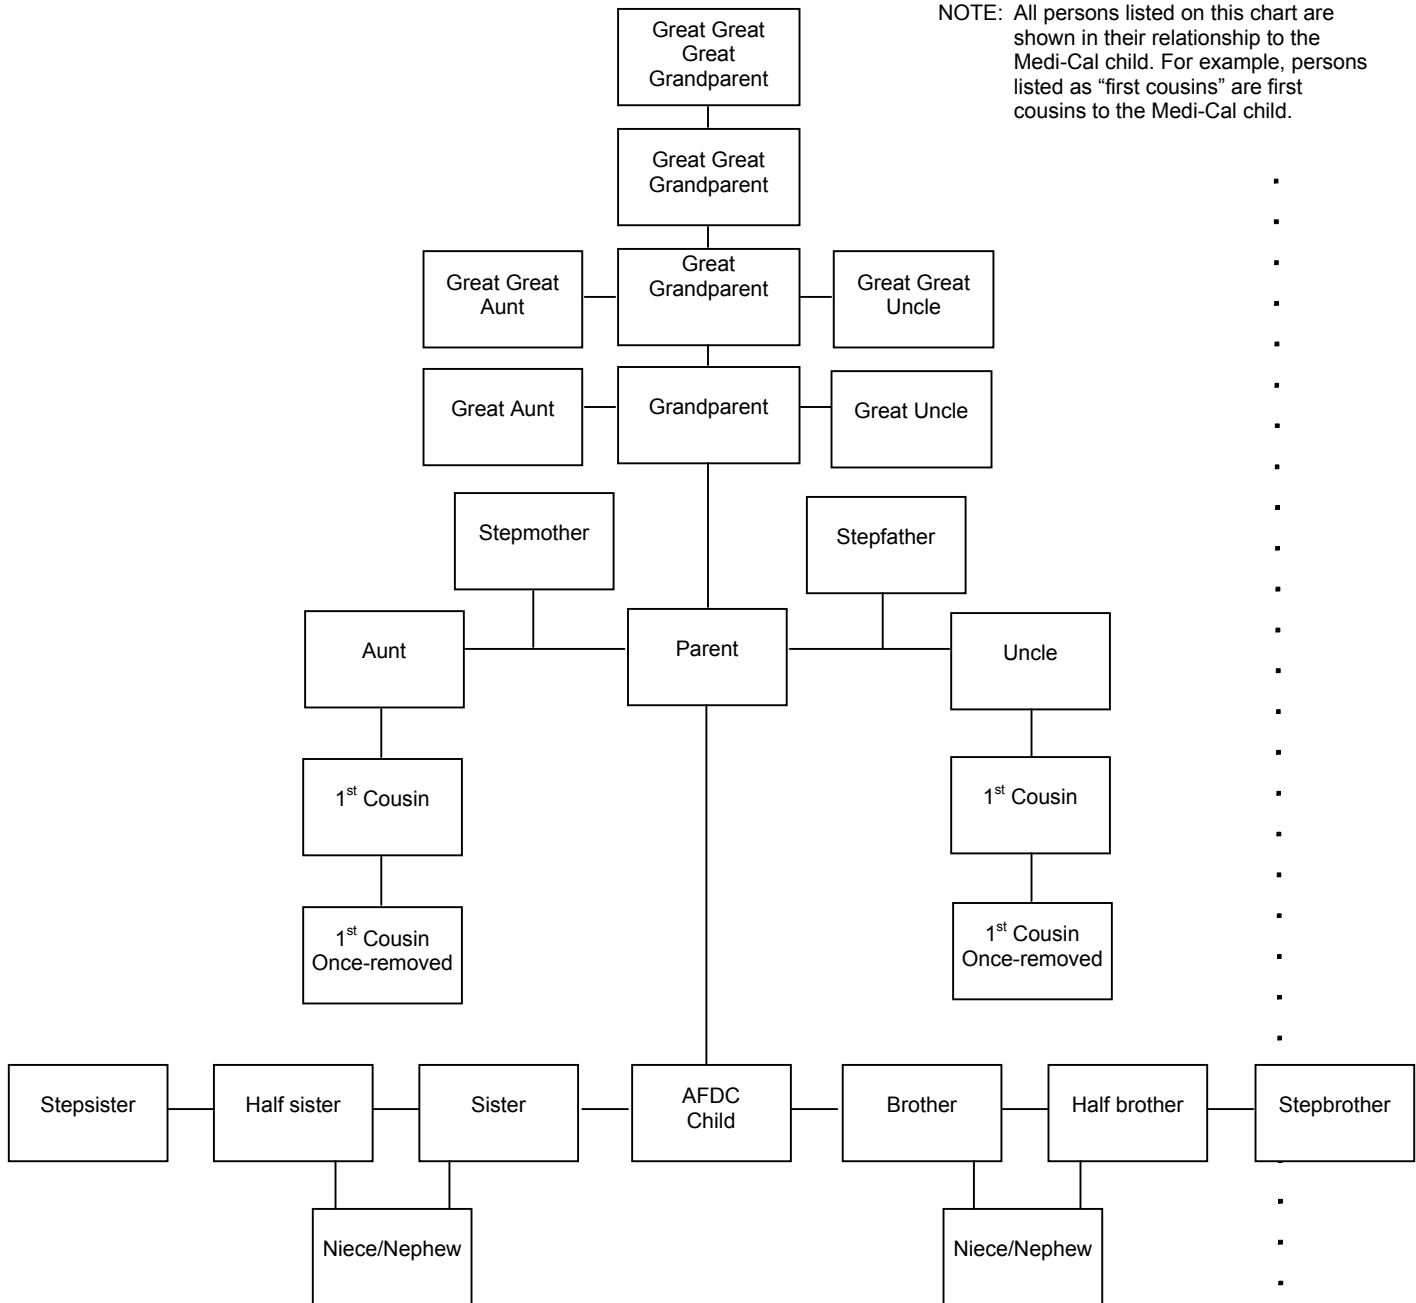 NOTE: All persons listed on this chart are
shown in their relationship to the
Medi-Cal child. For example, persons
listed as “first cousins” are first
cousins to the Medi-Cal child.
Great Great
Great
Grandparent
Great Great
Grandparent
Great Great
Aunt
Great
Grandparent
Great Great
Uncle
Great Aunt
Grandparent
Great Uncle
Stepmother
Stepfather
Aunt
Parent
Uncle
1st Cousin
1st Cousin
1st Cousin
Once-removed
1st Cousin
Once-removed
Stepsister
Half sister
Sister
AFDC
Child
Brother
Half brother
Stepbrother
Niece/Nephew
Niece/Nephew